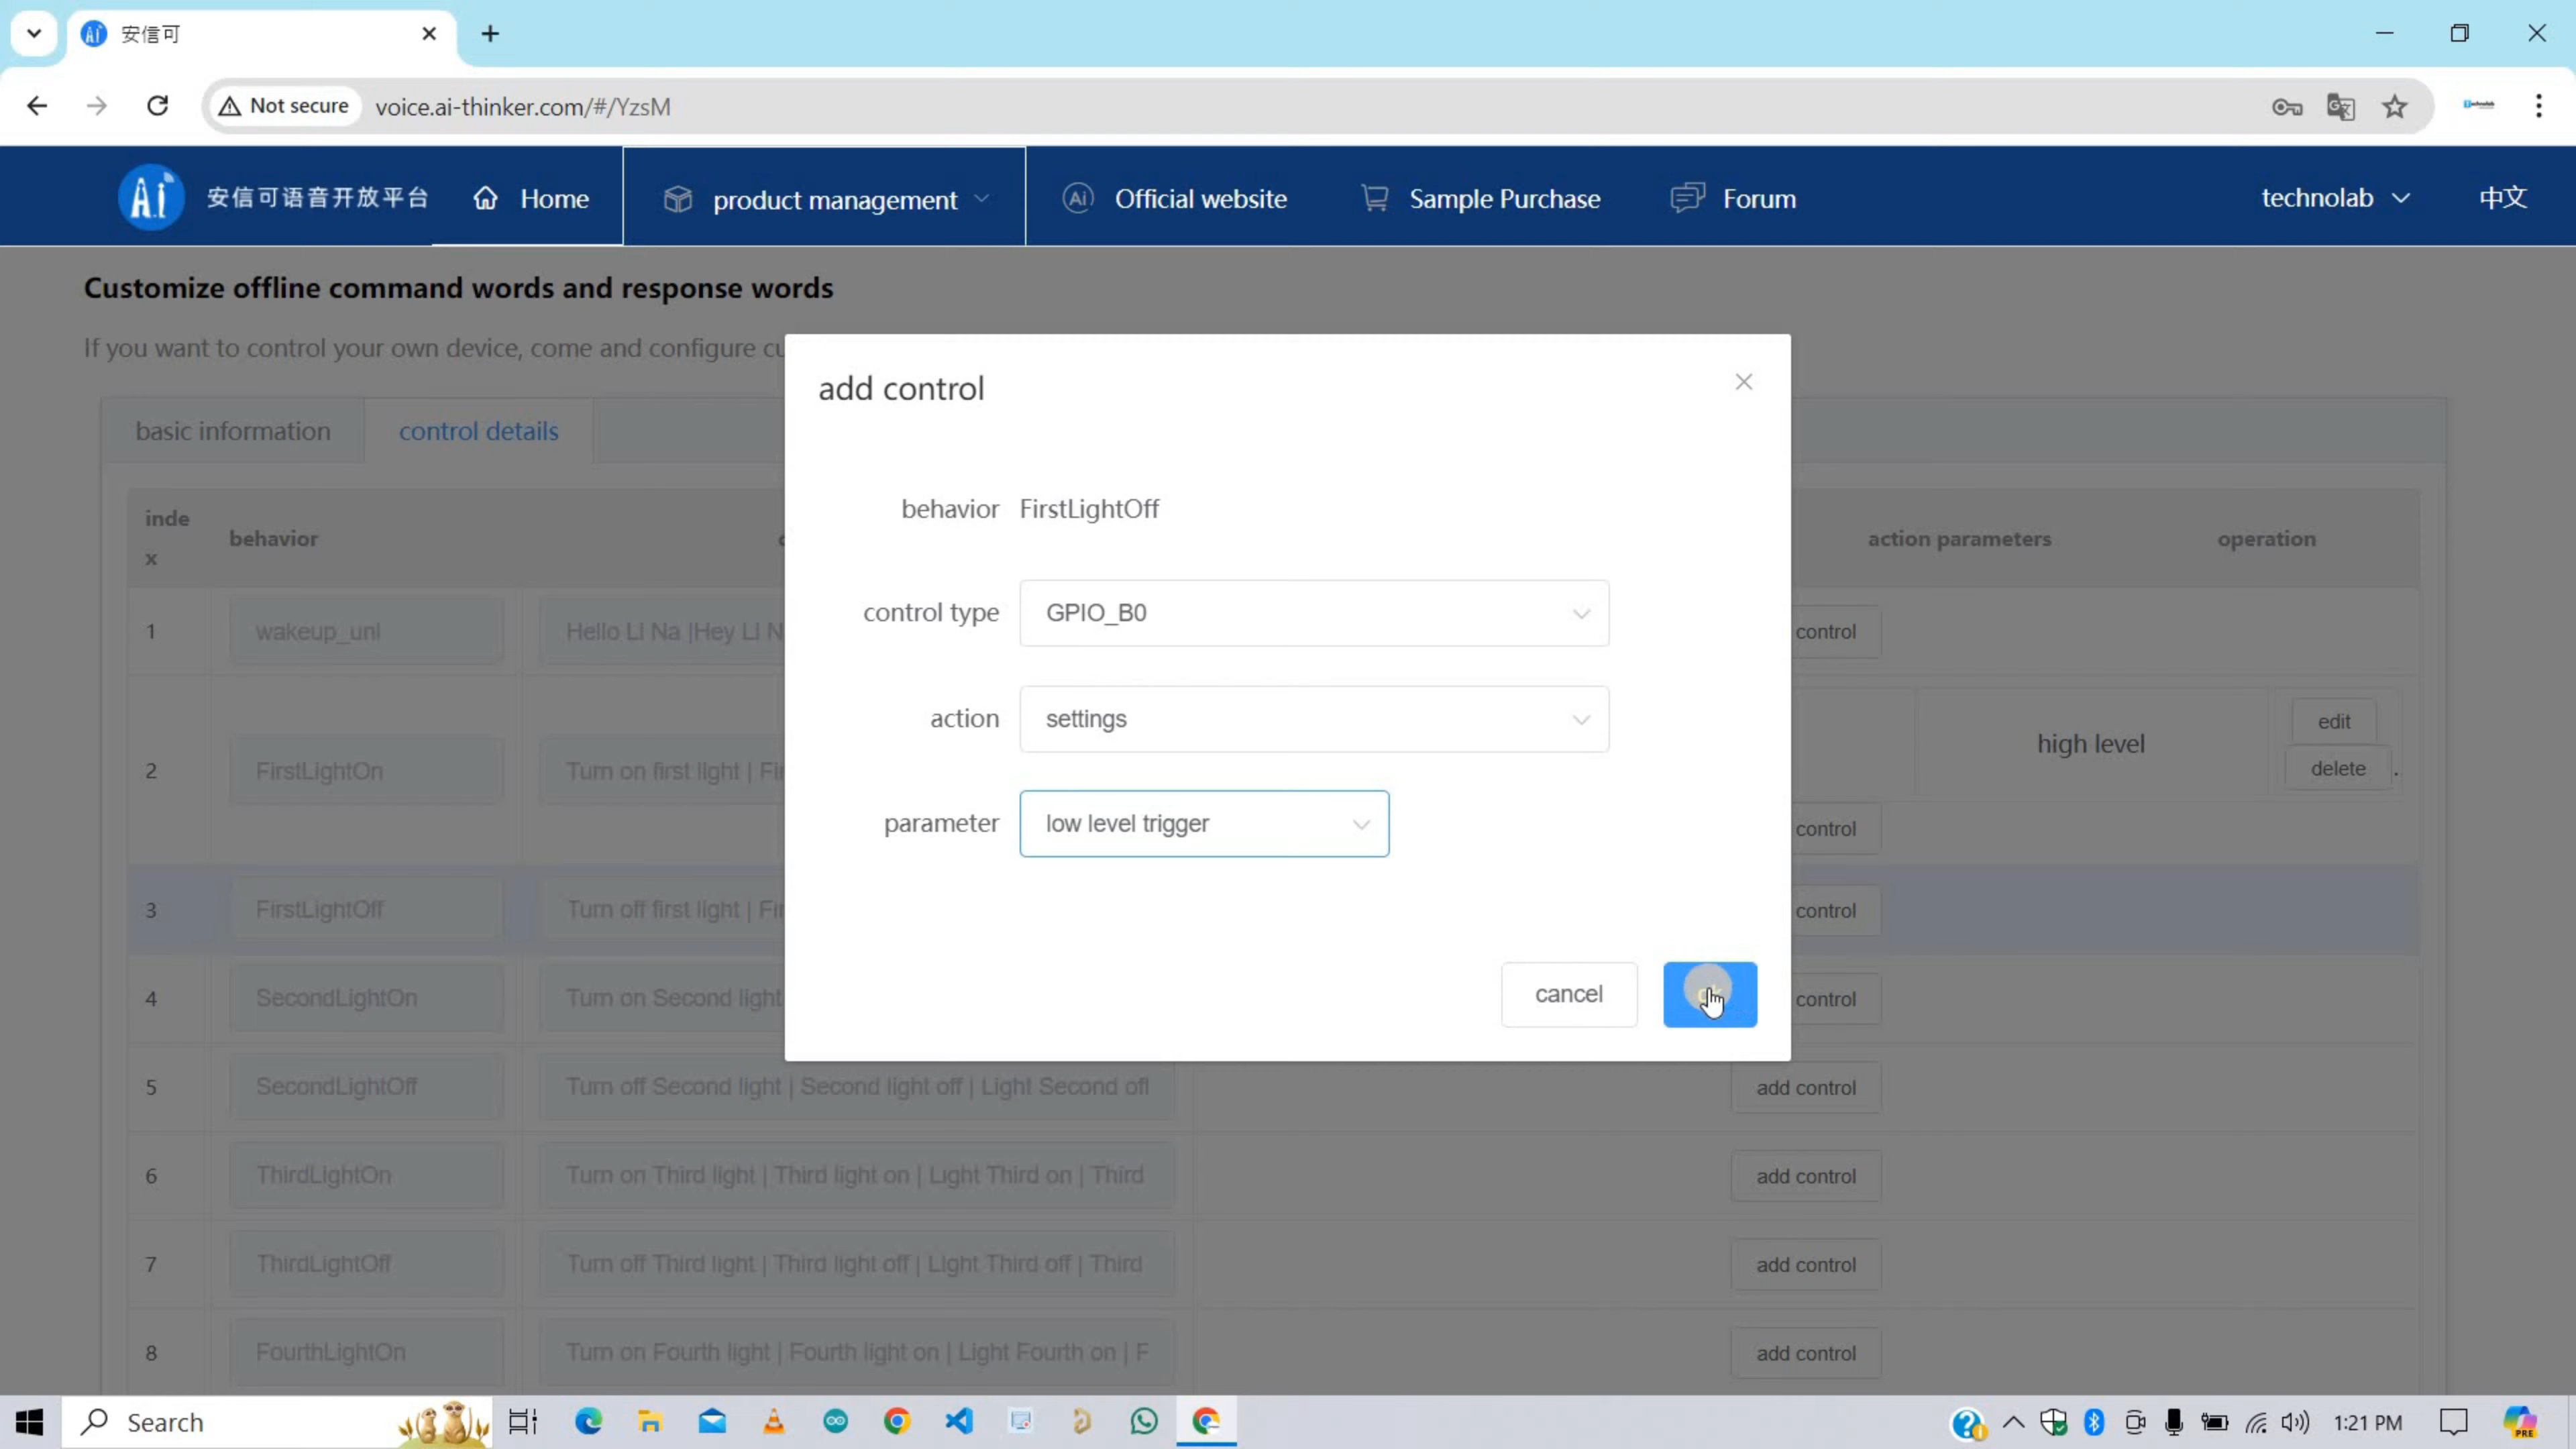 安信可
Not secure
voice.ai-thinker.com/#/YzsM
安信可语音开放平台
Home
product management
Official website
Sample Purchase
Forum
technolab
中文
Customize offline command words and response words
If you want to control your own device, come and configure
add control
basic information
control details
behavior FirstLightOff
control type GPIO_B0
action settings
parameter low level trigger
cancel
inde
x
behavior
action parameters
operation
1 wakeup_uni Hello LI Na |Hey LI N control
2 FirstLightOn Turn on first light | high level edit
delete
control
3 FirstLightOff Turn off first light | control
4 SecondLightOn Turn on Second light control
5 SecondLightOff Turn off Second light | Second light off | Light Second off add control
6 ThirdLightOn Turn on Third light | Third light on | Light Third on | Third add control
7 ThirdLightOff Turn off Third light | Third light off | Light Third off | Third add control
8 FourthLightOn Turn on Fourth light | Fourth light on | Light Fourth on | F add control
Search
1:21 PM
PRE